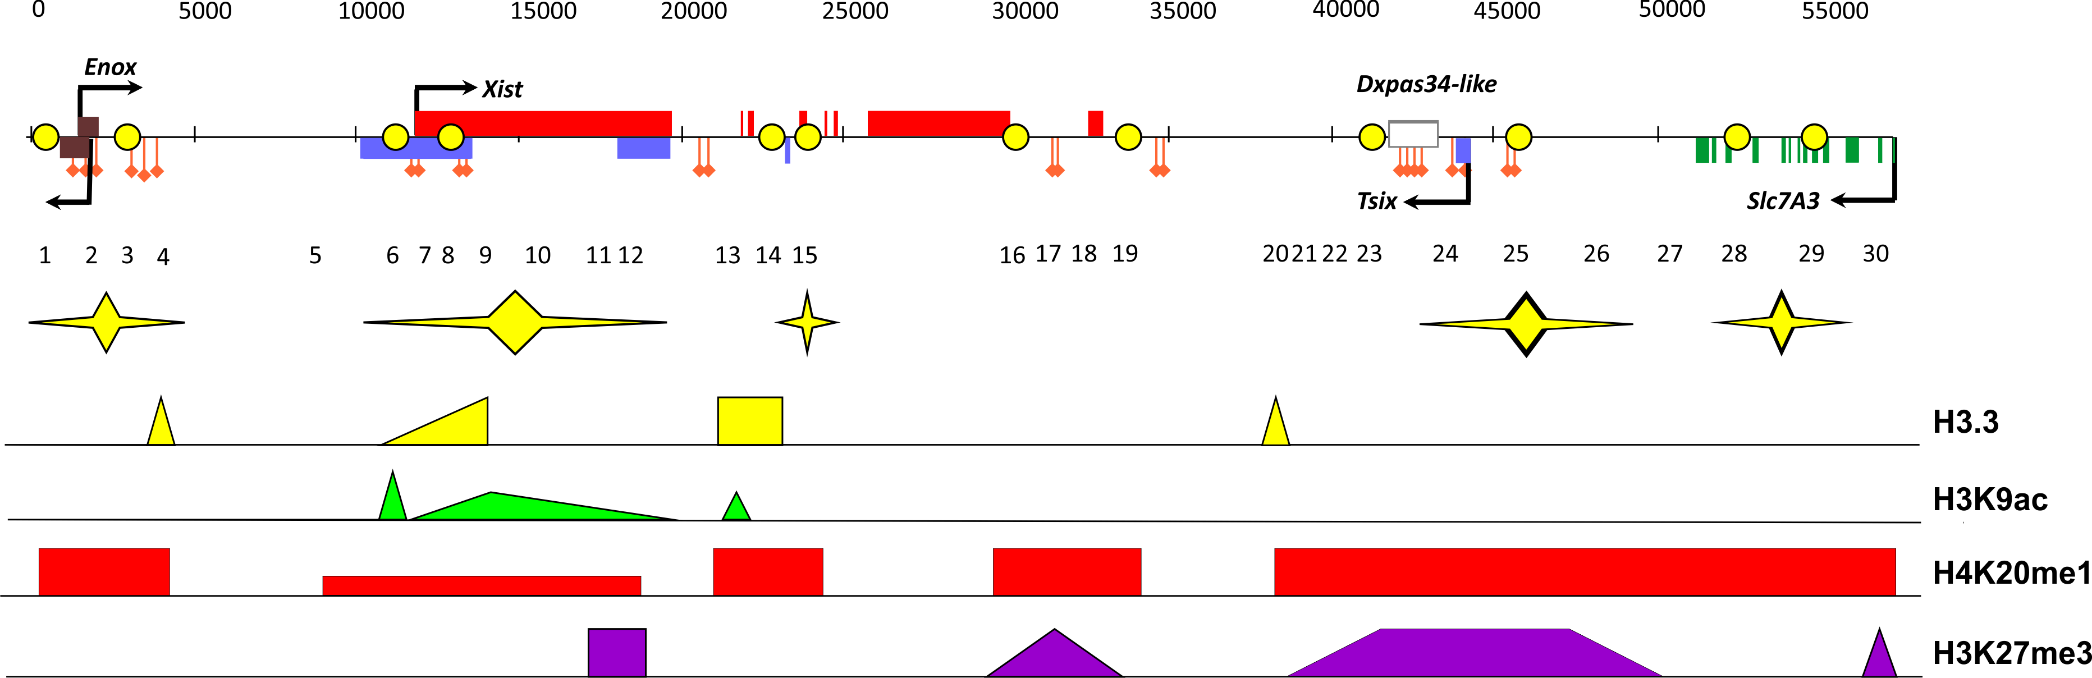 0 5000 10000 15000 20000 25000 30000 35000 40000 45000 50000 55000
Enox
Xist
Dxpas34-like
Tsix
Slc7A3
1 2 3 4 5 6 7 8 9 10 11 12 13 14 15 16 17 18 19 20 21 22 23 24 25 26 27 28 29 30
H3.3
H3K9ac
H4K20me1
H3K27me3